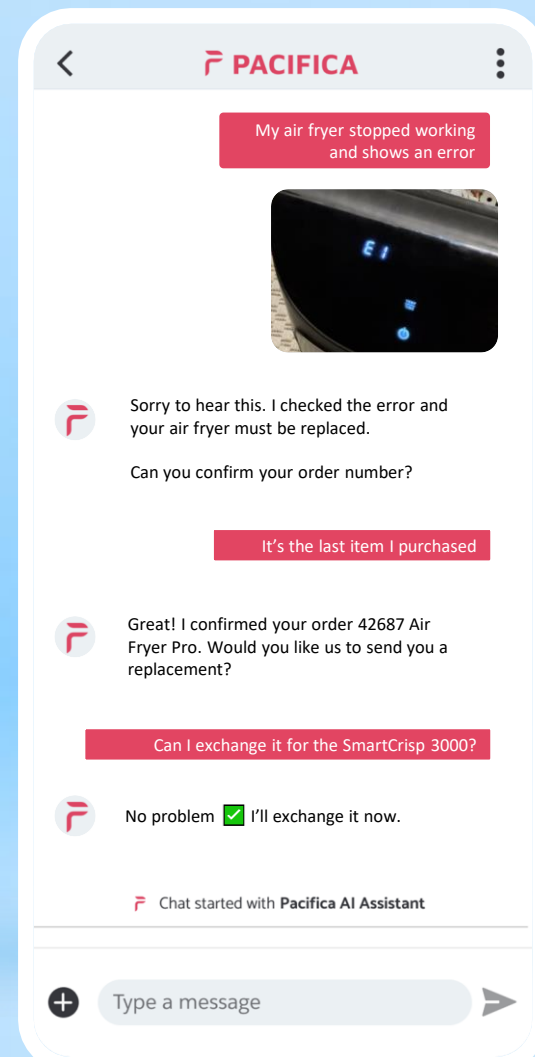 PACIFICA
My air fryer stopped working
and shows an error
E1
Sorry to hear this. I checked the error and
your air fryer must be replaced.
Can you confirm your order number?
It’s the last item I purchased
Great! I confirmed your order 42687 Air
Fryer Pro. Would you like us to send you a
replacement?
Can I exchange it for the SmartCrisp 3000?
No problem ✅ I’ll exchange it now.
Chat started with Pacifica AI Assistant
Type a message